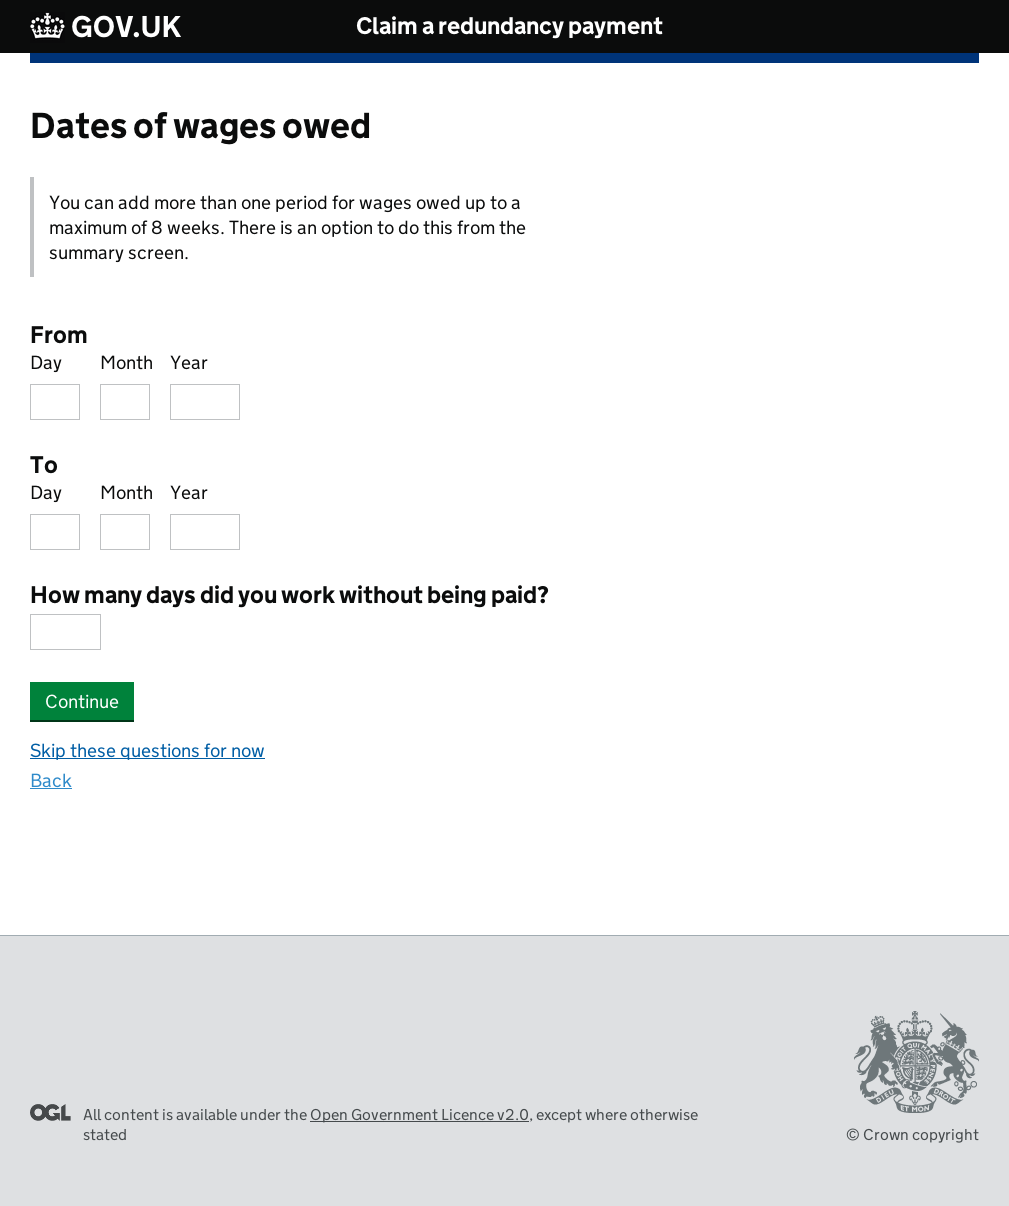 GOV.UK
Claim a redundancy payment
Dates of wages owed
You can add more than one period for wages owed up to a
maximum of 8 weeks. There is an option to do this from the
summary screen.
From
Day Month Year
To
Day Month Year
How many days did you work without being paid?
Continue
Skip these questions for now
Back
OGL
All content is available under the Open Government Licence v2.0, except where otherwise
stated
© Crown copyright